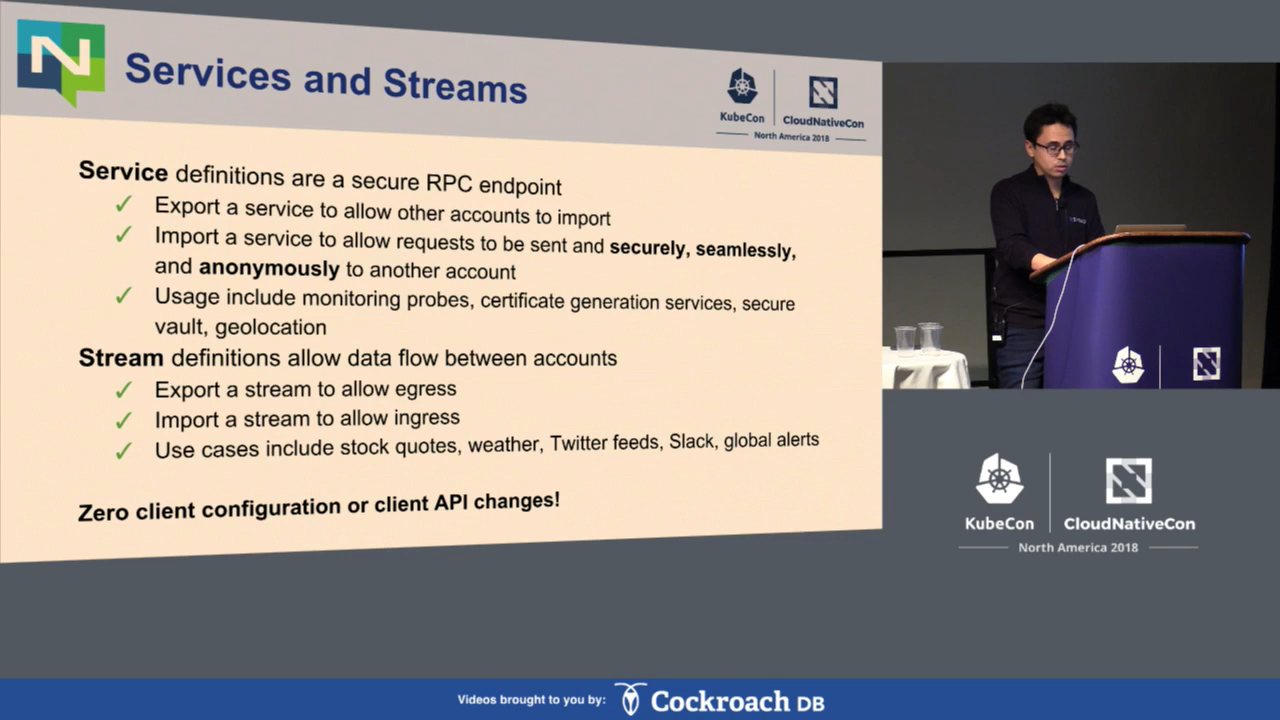 Services and Streams
KubeCon
CloudNativeCon
North America 2018
Service definitions are a secure RPC endpoint
✓ Export a service to allow other accounts to import
✓ Import a service to allow requests to be sent and securely, seamlessly,
and anonymously to another account
✓ Usage include monitoring probes, certificate generation services, secure
vault, geolocation
Stream definitions allow data flow between accounts
✓ Export a stream to allow egress
✓ Import a stream to allow ingress
✓ Use cases include stock quotes, weather, Twitter feeds, Slack, global alerts
Zero client configuration or client API changes!
KubeCon
CloudNativeCon
North America 2018
Videos brought to you by: Cockroach DB